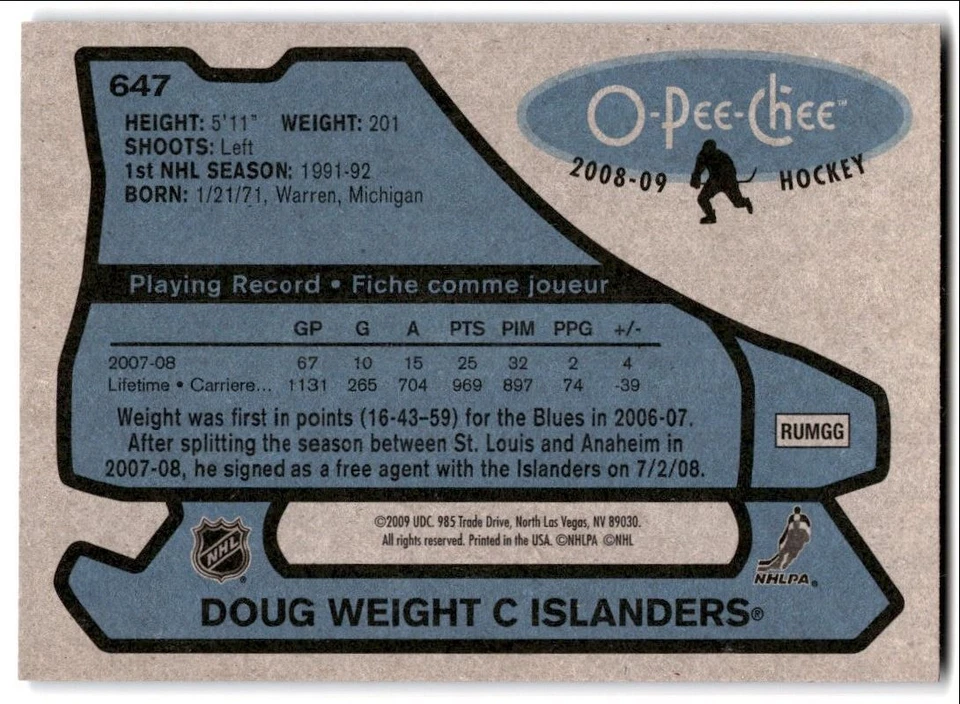 647
HEIGHT: 5'11" WEIGHT: 201
SHOOTS: Left
1st NHL SEASON: 1991-92
BORN: 1/21/71, Warren, Michigan
O-Pee-Chee™
2008-09 HOCKEY
Playing Record • Fiche comme joueur
GP G A PTS PIM PPG +/-
2007-08 67 10 15 25 32 2 4
Lifetime • Carriere... 1131 265 704 969 897 74 -39
Weight was first in points (16-43–59) for the Blues in 2006-07.
After splitting the season between St. Louis and Anaheim in
2007-08, he signed as a free agent with the Islanders on 7/2/08.
RUMGG
©2009 UDC. 985 Trade Drive, North Las Vegas, NV 89030.
All rights reserved. Printed in the USA. ©NHLPA ©NHL
NHL®
NHLPA®
DOUG WEIGHT C ISLANDERS®